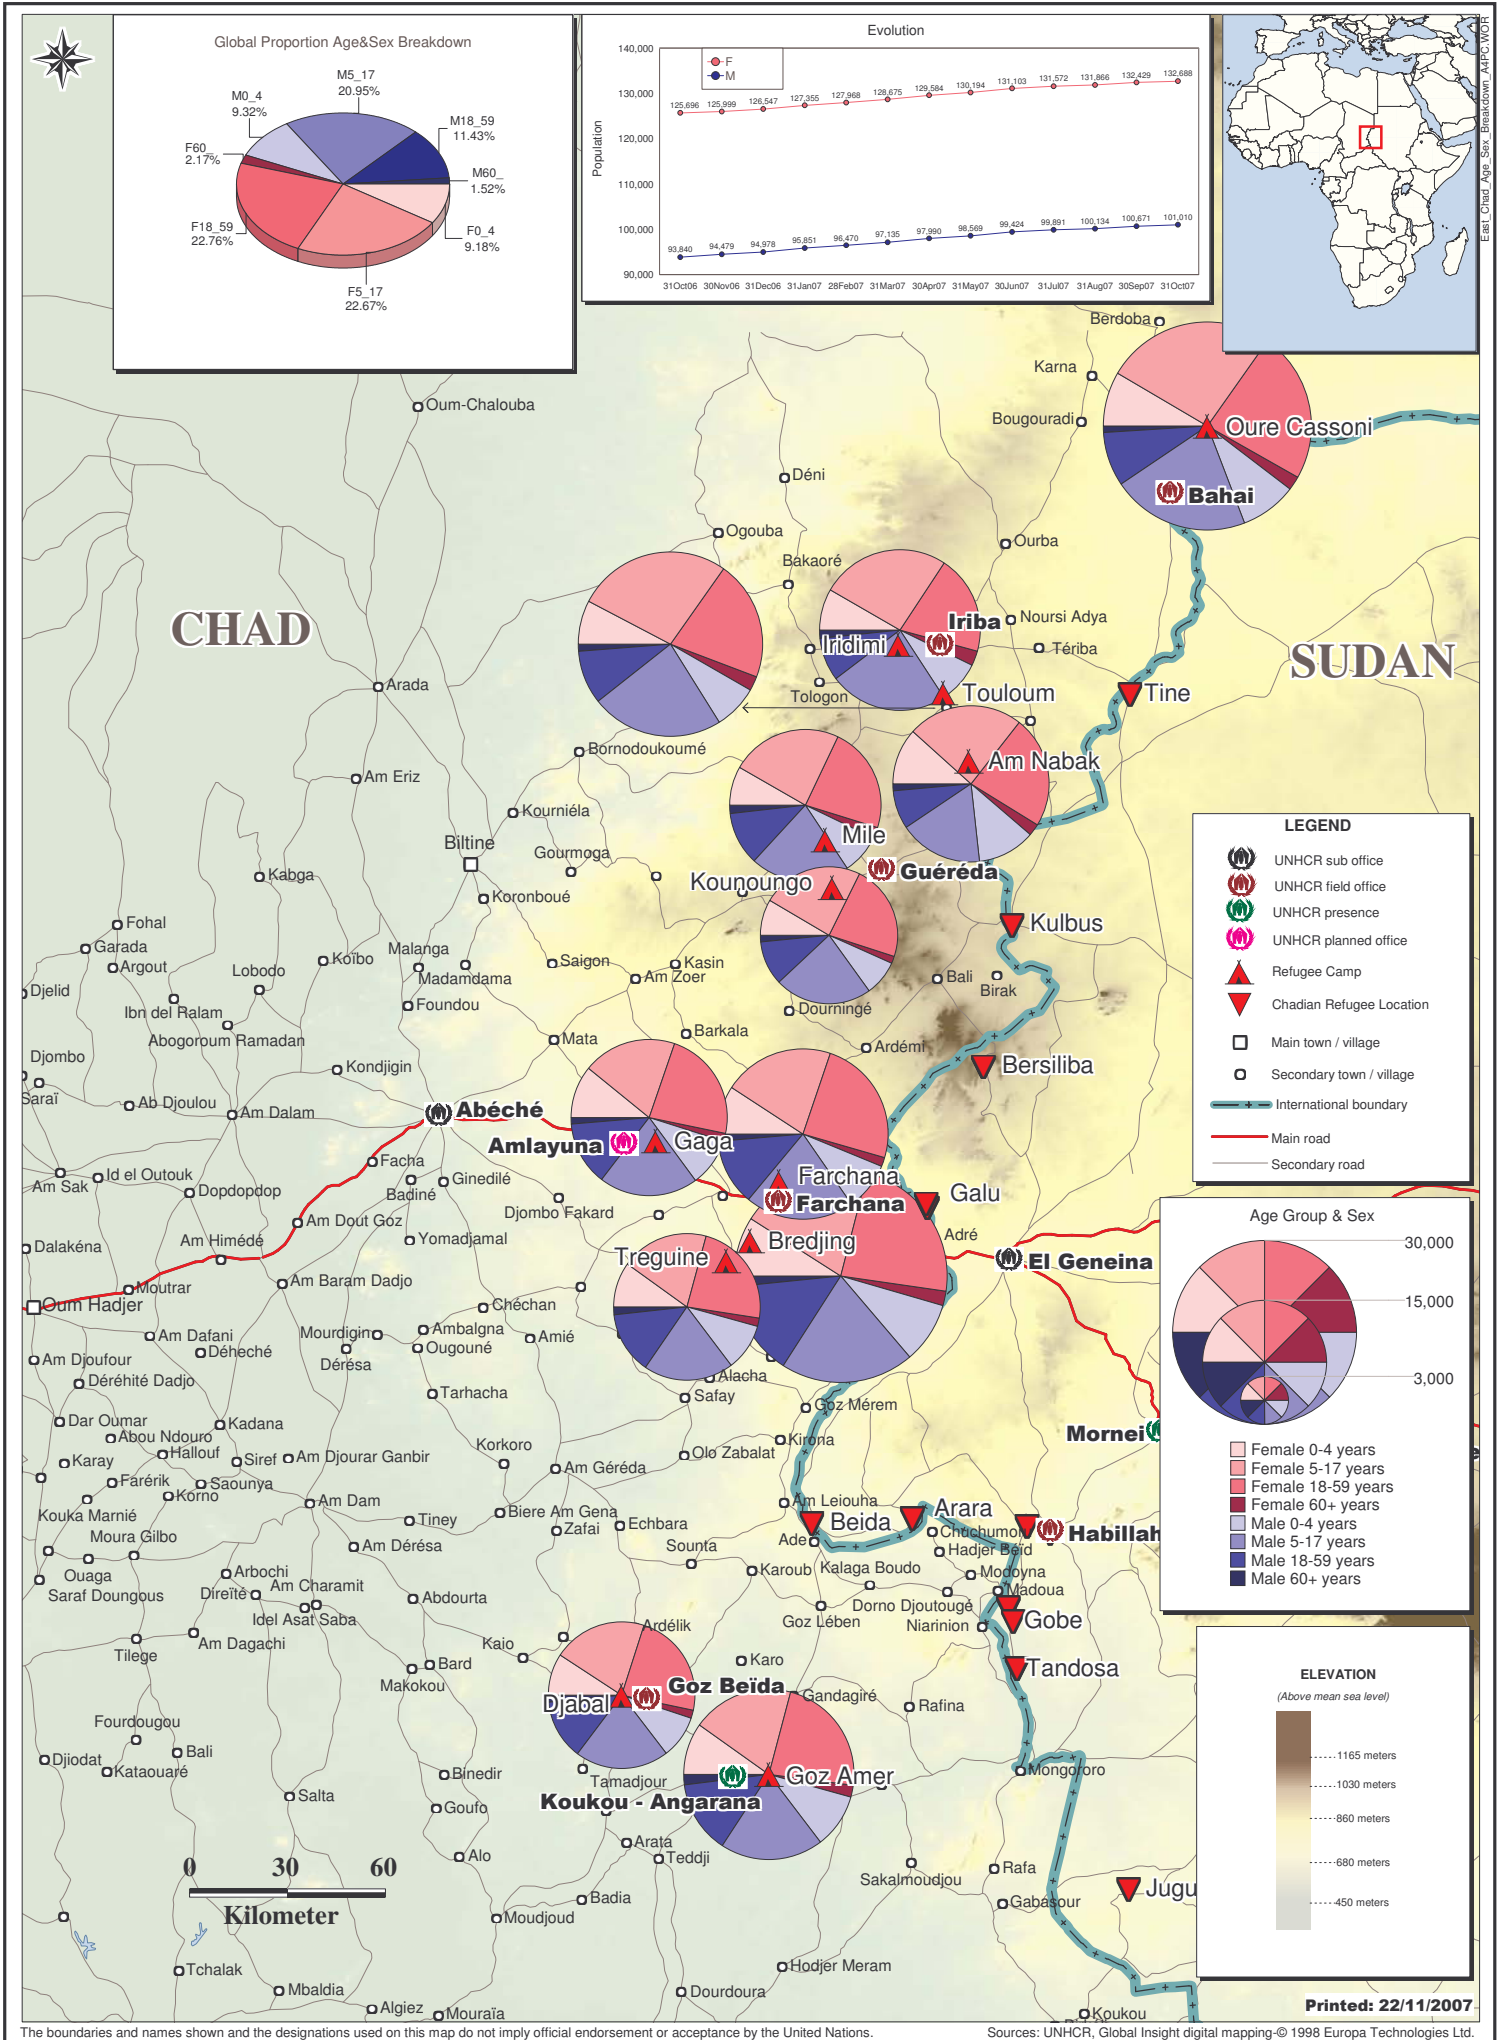 Global Proportion Age&Sex Breakdown
M5_17
20.95%
M0_4
9.32%
M18_59
11.43%
F60_
2.17%
M60_
1.52%
F18_59
22.76%
F0_4
9.18%
F5_17
22.67%
Evolution
F
M
Population
140,000
130,000
120,000
110,000
100,000
90,000
125,696 125,999 126,547 127,355 127,968 128,675 129,584 130,194 131,103 131,572 131,866 132,429 132,688
93,840 94,479 94,978 95,851 96,470 97,135 97,990 98,569 99,424 99,891 100,134 100,671 101,010
31Oct06 30Nov06 31Dec06 31Jan07 28Feb07 31Mar07 30Apr07 31May07 30Jun07 31Jul07 31Aug07 30Sep07 31Oct07
East_Chad_Age_Sex_Breakdown_A4PC.WOR
Berdoba
Karna
Oum-Chalouba
Bougouradi
Oure Cassoni
Déni
Bahai
Ogouba
Ourba
Bakaoré
CHAD
Iriba
Noursi Adya
Iridimi
Tériba
SUDAN
Arada
Tologon
Touloum
Tine
Bornodoukoumé
Am Nabak
Am Eriz
Kourniéla
Mile
Biltine
Gourmoga
Guéréda
Kabga
Kounoungo
Koronboué
Fohal
Kulbus
Garada
Malanga
Argout
Lobodo
Koïbo
Saigon
Kasin
Madamdama
Am Zoer
Bali
Birak
Djelid
Ibn del Ralam
Foundou
Dourningé
Abogoroum Ramadan
Mata
Barkala
Ardémi
Djombo
Kondjigin
Bersiliba
Saraï
Ab Djoulou
Am Dalam
Abéché
Amlayuna
Gaga
Facha
Farchana
Am Sak
Id el Outouk
Dopdopdop
Badiné
Ginedilé
Farchana
Galu
Djombo Fakard
Am Dout Goz
Adré
Dalakéna
Am Himédé
Yomadjamal
Treguine
Bredjing
El Geneina
Moutrar
Am Baram Dadjo
Oum Hadjer
Chéchan
Am Dafani
Mourdigin
Ambalgna
Amié
Déheché
Ougouné
Am Djoufour
Dérésa
Déréhité Dadjo
Alacha
Tarhacha
Safay
Goz Mérem
Dar Oumar
Kadana
Abou Ndouro
Kirona
Mornei
Hallouf
Korkoro
Karay
Siref
Am Djourar Ganbir
Olo Zabalat
Farérik
Saounya
Am Géréda
Korno
Am Dam
Am Leiouha
Kouka Marnié
Tiney
Biere Am Gena
Beida
Arara
Moura Gilbo
Zafai
Echbara
Ade
Chuchumon
Habillah
Am Dérésa
Sounta
Hadjer Beïd
Ouaga
Arbochi
Karoub
Kalaga Boudo
Modoyna
Saraf Doungous
Direïté
Am Charamit
Abdourta
Madoua
Idel Asat Saba
Dorno Djoutougé
Goz Lében
Niarinion
Gobe
Ardélik
Am Dagachi
Tilege
Kaio
Bard
Karo
Tandosa
Makokou
Goz Beïda
Gandagiré
Djabal
Rafina
Fourdougou
Bali
Djiodat
Kataouaré
Binedir
Tamadjour
Goz Amer
Mongororo
Salta
Goufo
Koukou - Angarana
Arata
Alo
Teddji
Rafa
Sakalmoudjou
Jugu
Badia
Gabasour
Moudjoud
0 30 60
Kilometer
Tchalak
Hodjer Meram
Mbaldia
Dourdoura
Algiez
Mouraïa
Koukou
LEGEND
UNHCR sub office
UNHCR field office
UNHCR presence
UNHCR planned office
Refugee Camp
Chadian Refugee Location
Main town / village
Secondary town / village
International boundary
Main road
Secondary road
Age Group & Sex
30,000
15,000
3,000
Female 0-4 years
Female 5-17 years
Female 18-59 years
Female 60+ years
Male 0-4 years
Male 5-17 years
Male 18-59 years
Male 60+ years
ELEVATION
(Above mean sea level)
1165 meters
1030 meters
860 meters
680 meters
450 meters
Printed: 22/11/2007
The boundaries and names shown and the designations used on this map do not imply official endorsement or acceptance by the United Nations.
Sources: UNHCR, Global Insight digital mapping-© 1998 Europa Technologies Ltd.